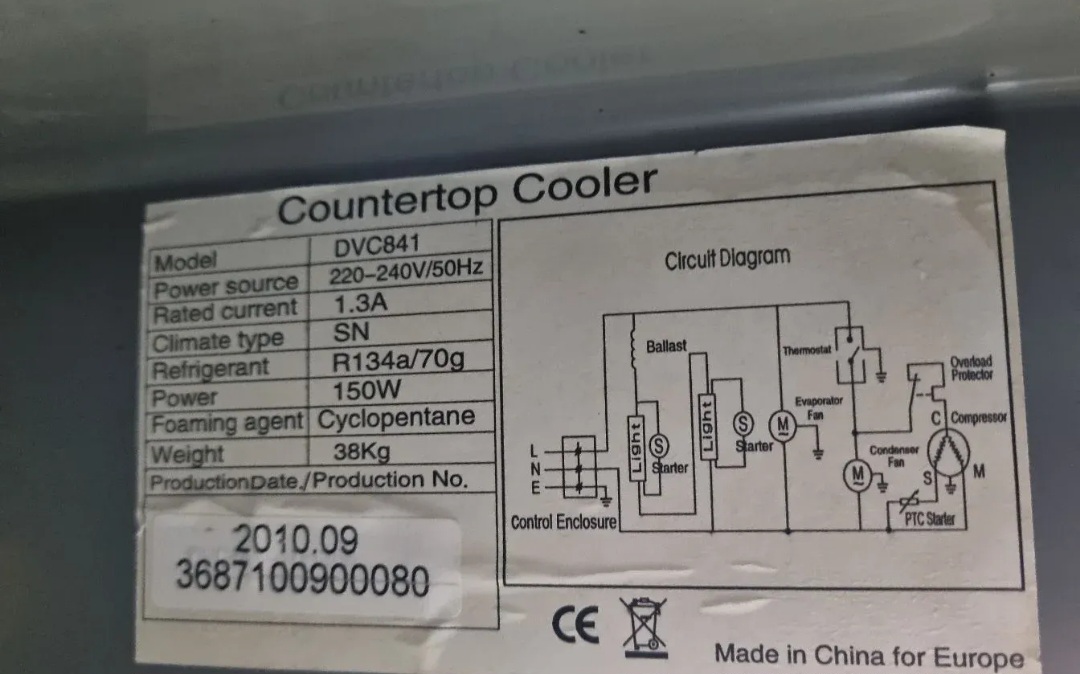 Countertop Cooler
Model DVC841
Power source 220-240V/50Hz
Rated current 1.3A
Climate type SN
Refrigerant R134a/70g
Power 150W
Foaming agent Cyclopentane
Weight 38Kg
ProductionDate./Production No.
2010.09
3687100900080
Circuit Diagram
Ballast
Thermostat
Overload
Protector
Evaporator
Fan
C Compressor
Light
S
Starter
Light
S
Starter
M
Condenser
Fan
M
S
M
PTC Starter
L
N
E
Control Enclosure
CE
Made in China for Europe